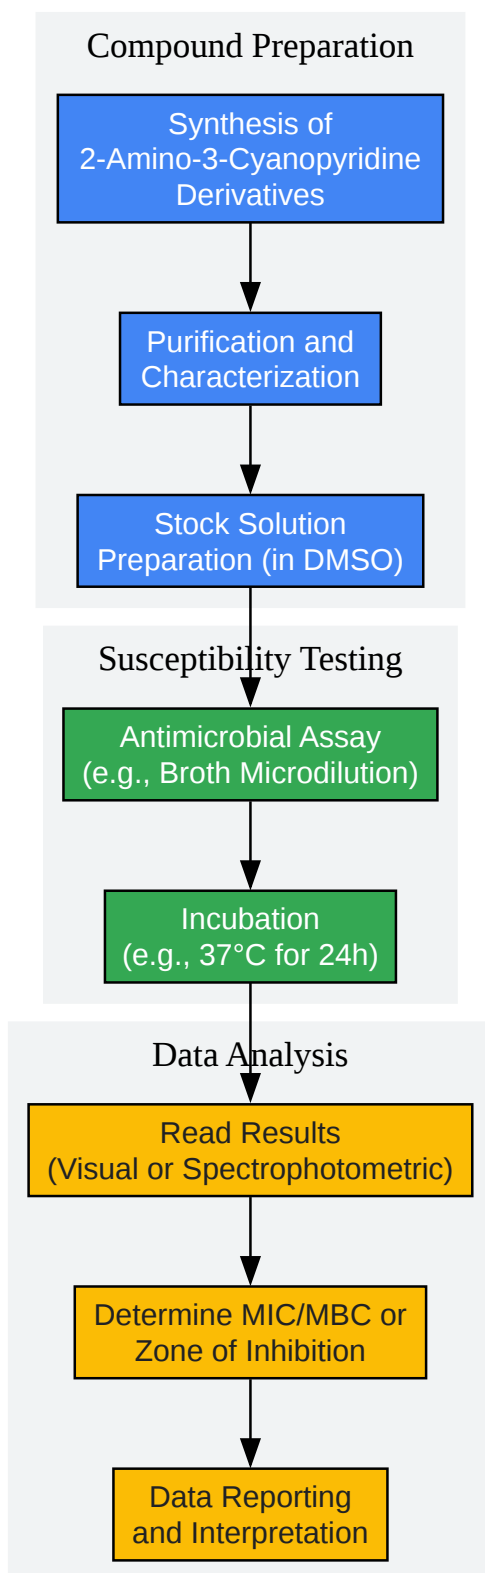 Compound Preparation
Synthesis of
2-Amino-3-Cyanopyridine
Derivatives
Purification and
Characterization
Stock Solution
Preparation (in DMSO)
Susceptibility Testing
Antimicrobial Assay
(e.g., Broth Microdilution)
Incubation
(e.g., 37°C for 24h)
Data Analysis
Read Results
(Visual or Spectrophotometric)
Determine MIC/MBC or
Zone of Inhibition
Data Reporting
and Interpretation